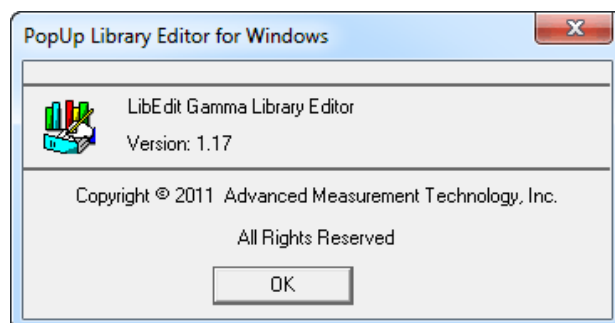 PopUp Library Editor for Windows
LibEdit Gamma Library Editor
Version: 1.17
Copyright © 2011 Advanced Measurement Technology, Inc.
All Rights Reserved
OK